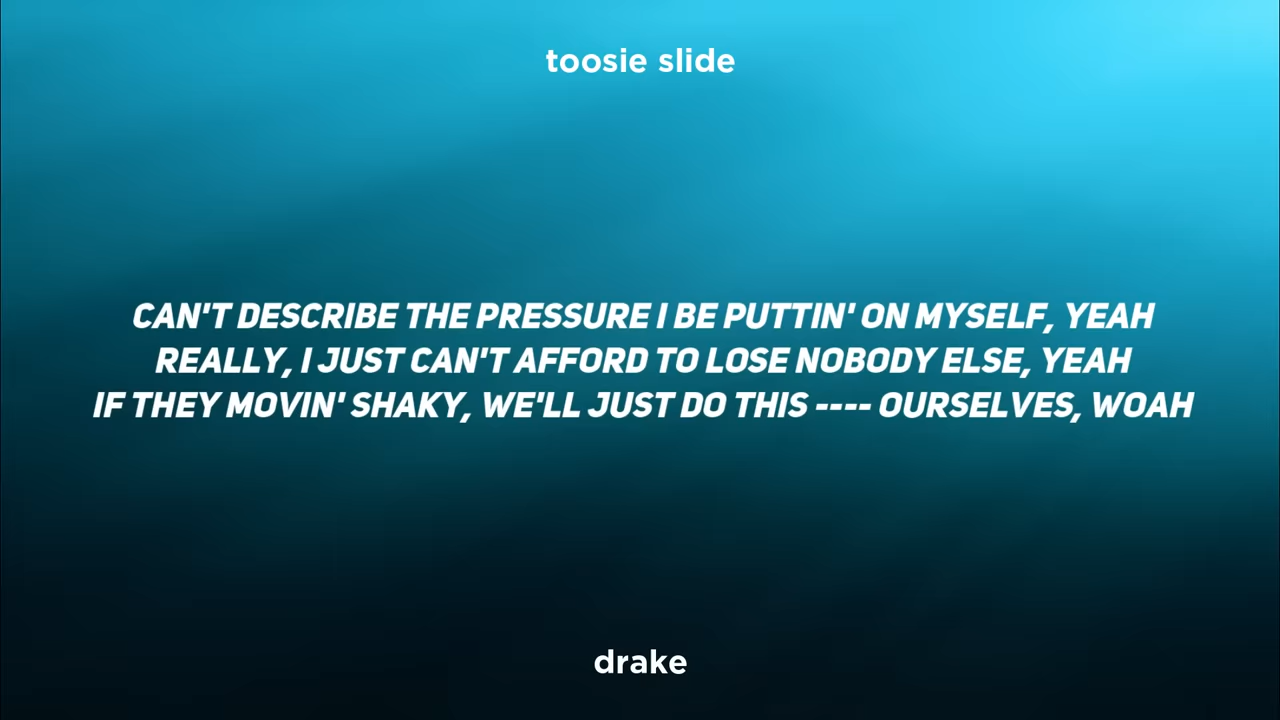 toosie slide
CAN'T DESCRIBE THE PRESSURE I BE PUTTIN' ON MYSELF, YEAH
REALLY, I JUST CAN'T AFFORD TO LOSE NOBODY ELSE, YEAH
IF THEY MOVIN' SHAKY, WE'LL JUST DO THIS ---- OURSELVES, WOAH
drake